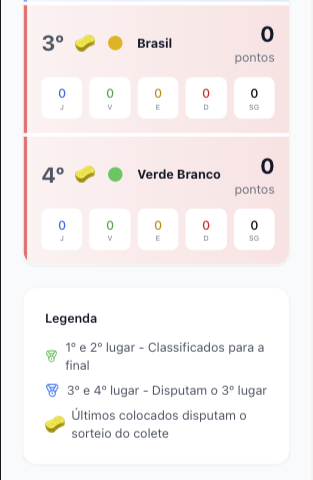 3º Brasil 0
pontos
0 0 0 0 0
J V E D SG
4º Verde Branco 0
pontos
0 0 0 0 0
J V E D SG
Legenda
1º e 2º lugar - Classificados para a
final
3º e 4º lugar - Disputam o 3º lugar
Últimos colocados disputam o
sorteio do colete